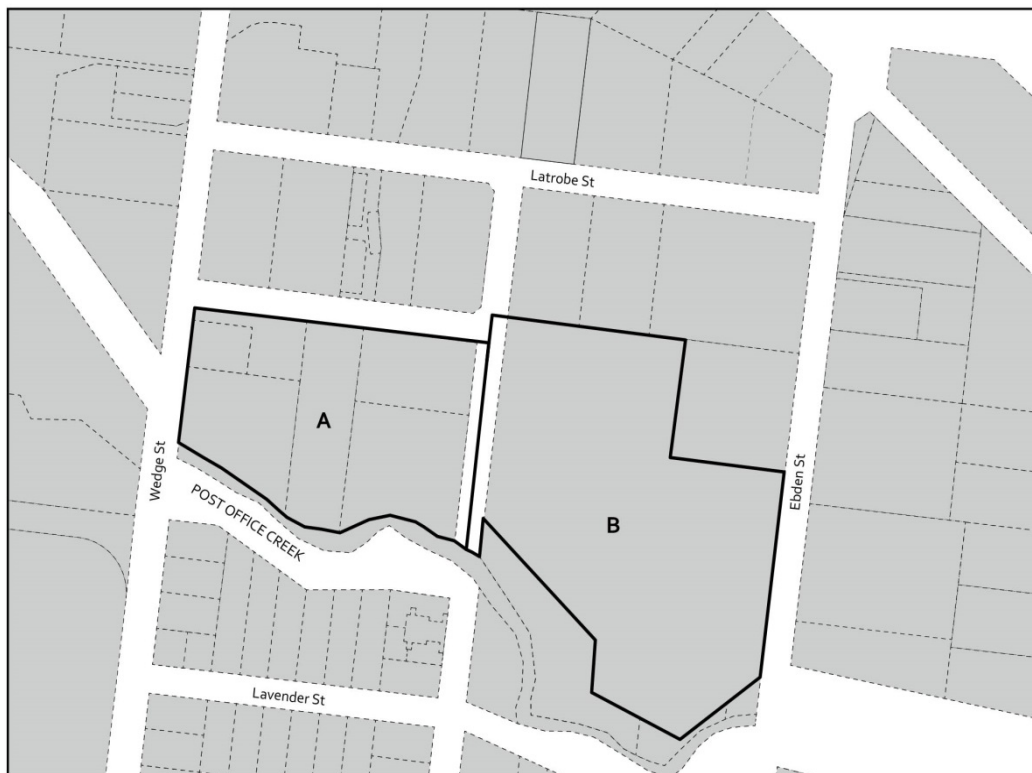 Latrobe St
A
Wedge St
POST OFFICE CREEK
B
Ebden St
Lavender St